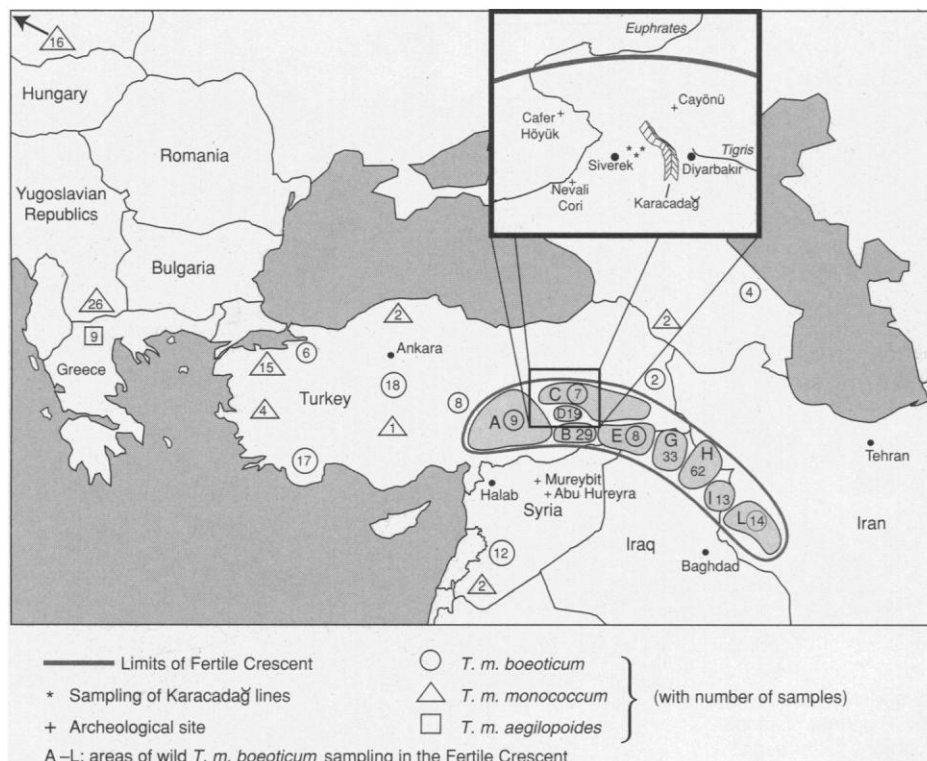 16
Hungary
Romania
Yugoslavian
Republics
Bulgaria
26
9
Greece
Euphrates
Cayönü
Cafer
Höyük
Tigris
Siverek
Diyarbakır
Nevali
Cori
Karacadağ
4
2
2
6
Ankara
15
18
Turkey
8
4
1
17
C 7
D19
A 9
B 29
E 8
G
33
H
62
I 13
L 14
Tehran
Halab
Mureybit
Abu Hureyra
Syria
Iraq
Iran
12
Baghdad
2
Limits of Fertile Crescent
* Sampling of Karacadağ lines
+ Archeological site
T. m. boeoticum
T. m. monococcum
T. m. aegilopoides
(with number of samples)
A –L: areas of wild T. m. boeoticum sampling in the Fertile Crescent